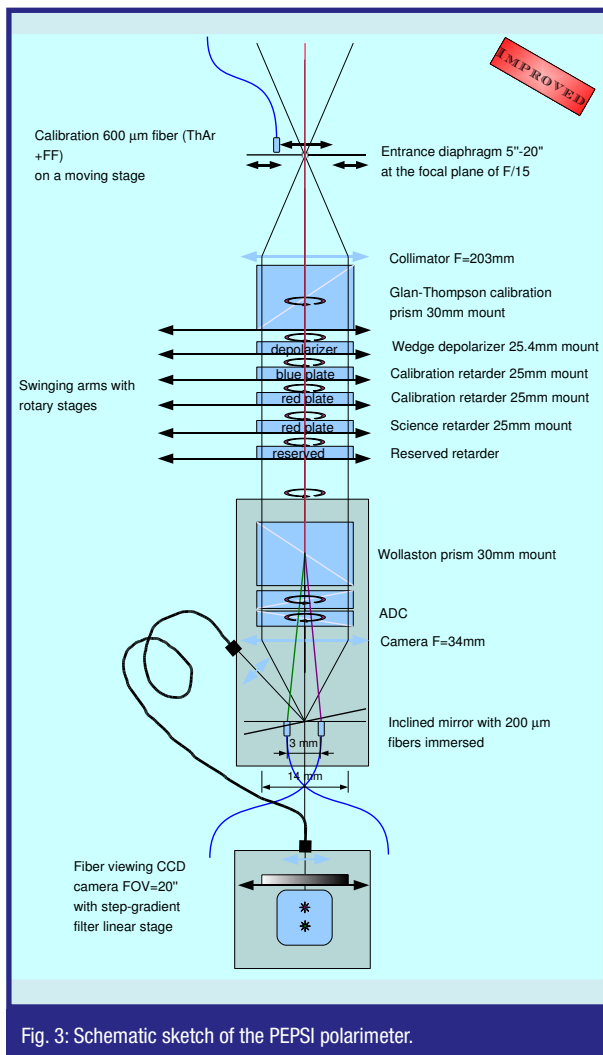 IMPROVED
Calibration 600 μm fiber (ThAr
+FF)
on a moving stage
Entrance diaphragm 5"-20"
at the focal plane of F/15
Collimator F=203mm
Glan-Thompson calibration
prism 30mm mount
depolarizer
Wedge depolarizer 25.4mm mount
blue plate
Calibration retarder 25mm mount
Swinging arms with
rotary stages
red plate
Calibration retarder 25mm mount
red plate
Science retarder 25mm mount
reserved
Reserved retarder
Wollaston prism 30mm mount
ADC
Camera F=34mm
Inclined mirror with 200 μm
fibers immersed
3 mm
14 mm
Fiber viewing CCD
camera FOV=20"
with step-gradient
filter linear stage
Fig. 3: Schematic sketch of the PEPSI polarimeter.